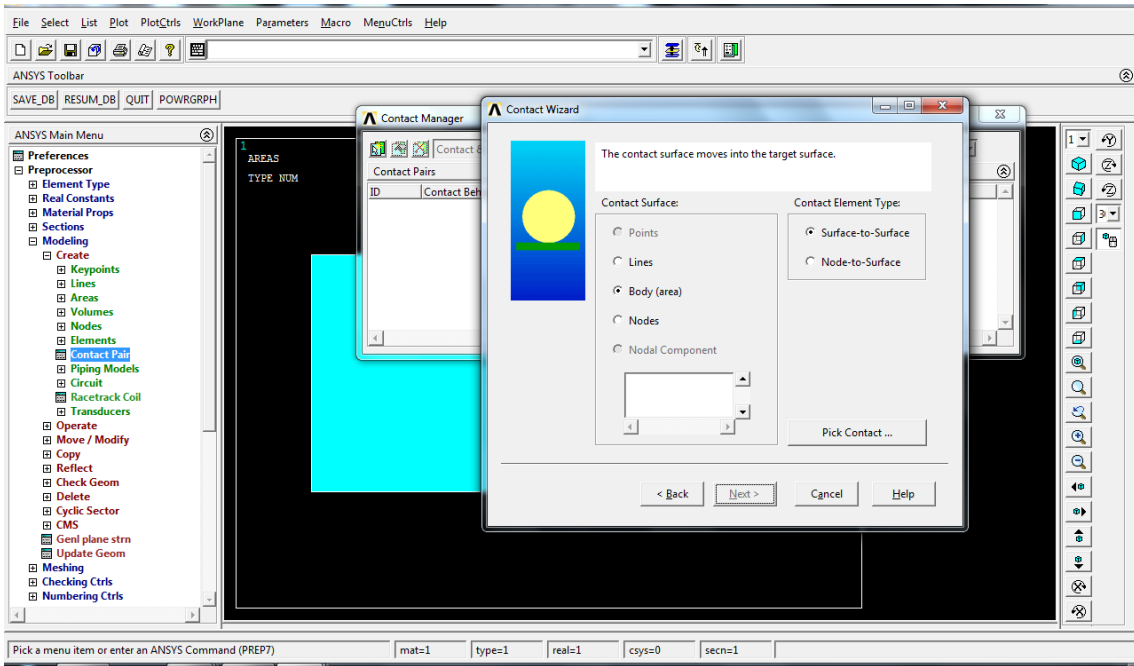 File Select List Plot PlotCtrls WorkPlane Parameters Macro MenuCtrls Help
ANSYS Toolbar
SAVE_DB RESUM_DB QUIT POWRGRPH
ANSYS Main Menu
Preferences
Preprocessor
Element Type
Real Constants
Material Props
Sections
Modeling
Create
Keypoints
Lines
Areas
Volumes
Nodes
Elements
Contact Pair
Piping Models
Circuit
Racetrack Coil
Transducers
Operate
Move / Modify
Copy
Reflect
Check Geom
Delete
Cyclic Sector
CMS
Genl plane strn
Update Geom
Meshing
Checking Ctrls
Numbering Ctrls
1
AREAS
TYPE NUM
Contact Manager
Contact &
Contact Pairs
ID Contact Beh
Contact Wizard
The contact surface moves into the target surface.
Contact Surface:
Points
Lines
Body (area)
Nodes
Nodal Component
Contact Element Type:
Surface-to-Surface
Node-to-Surface
Pick Contact ...
< Back Next > Cancel Help
1
3
Pick a menu item or enter an ANSYS Command (PREP7) mat=1 type=1 real=1 csys=0 secn=1